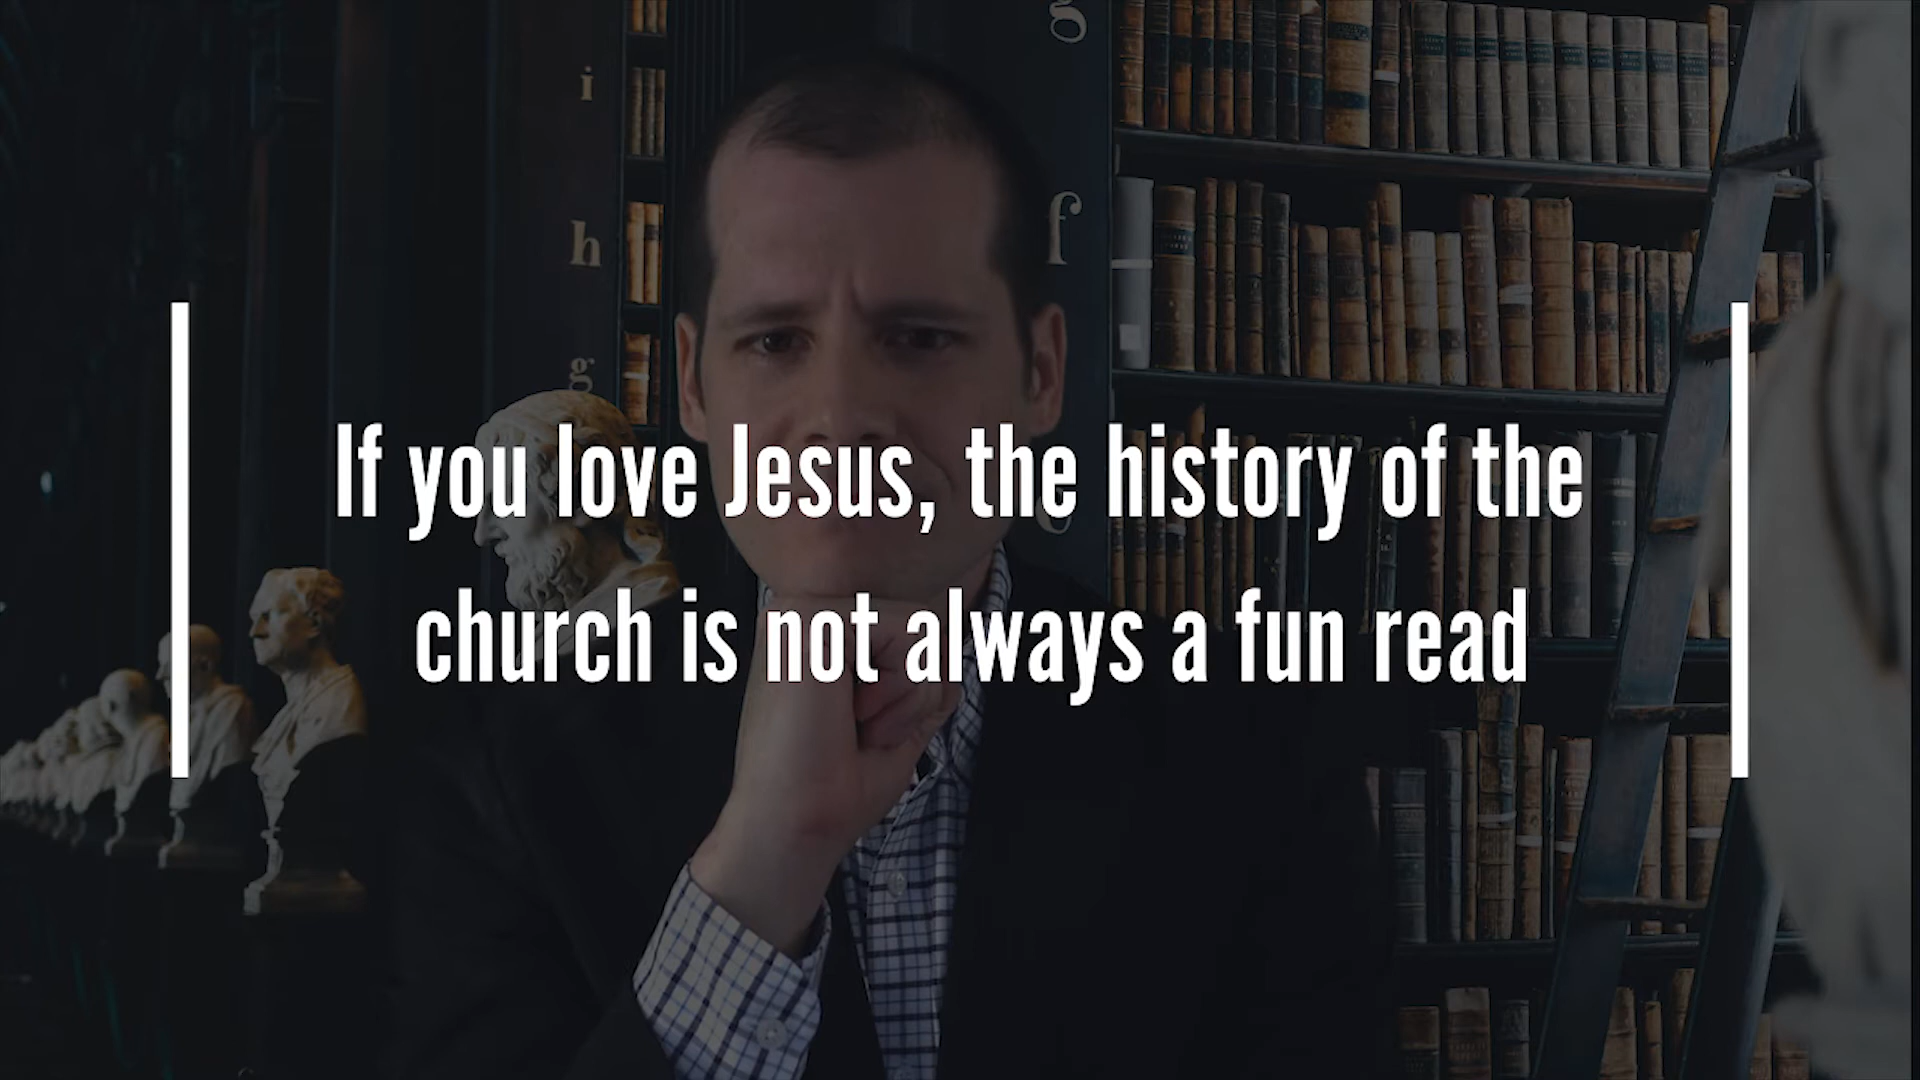 g
i
f
h
g
If you love Jesus, the history of the
church is not always a fun read